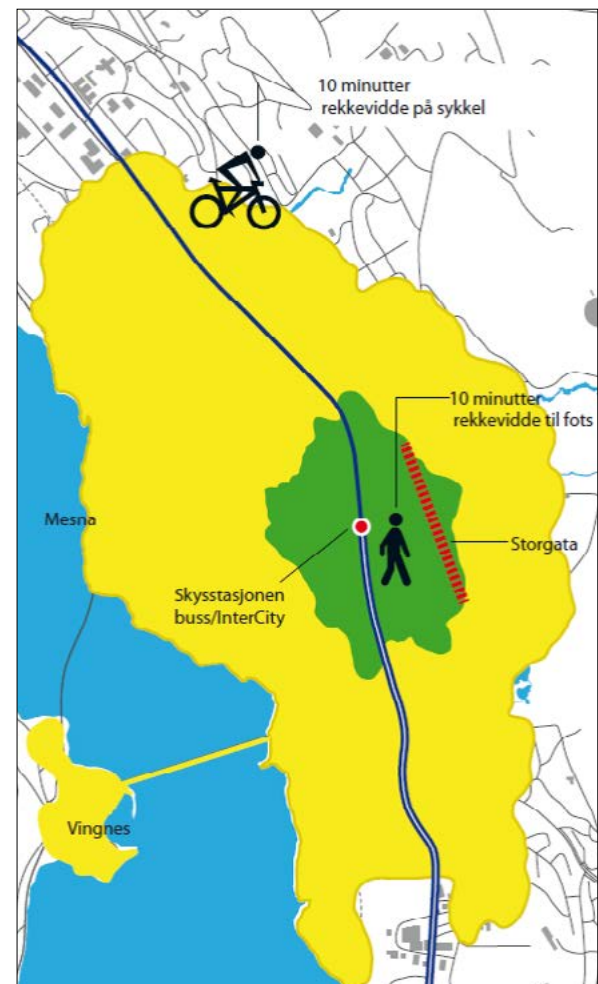 10 minutter
rekkevidde på sykkel
10 minutter
rekkevidde til fots
Mesna
Storgata
Skysstasjonen
buss/InterCity
Vingnes